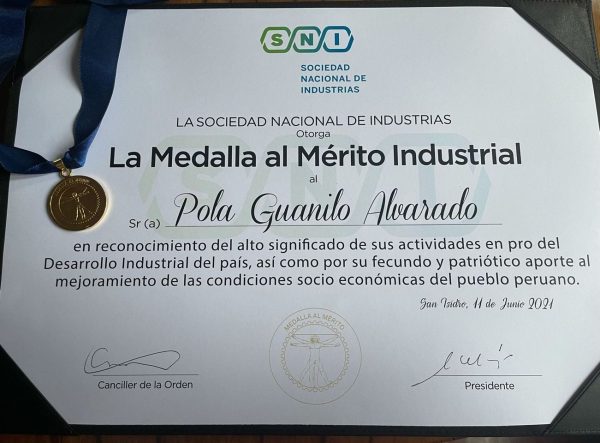 SNI
SOCIEDAD
NACIONAL DE
INDUSTRIAS
LA SOCIEDAD NACIONAL DE INDUSTRIAS
Otorga
La Medalla al Mérito Industrial
al
Sr (a) Pola Guanilo Alvarado
en reconocimiento del alto significado de sus actividades en pro del
Desarrollo Industrial del país, así como por su fecundo y patriótico aporte al
mejoramiento de las condiciones socio económicas del pueblo peruano.
San Isidro, 11 de Junio 2021
MEDALLA AL MÉRITO
Canciller de la Orden
Presidente